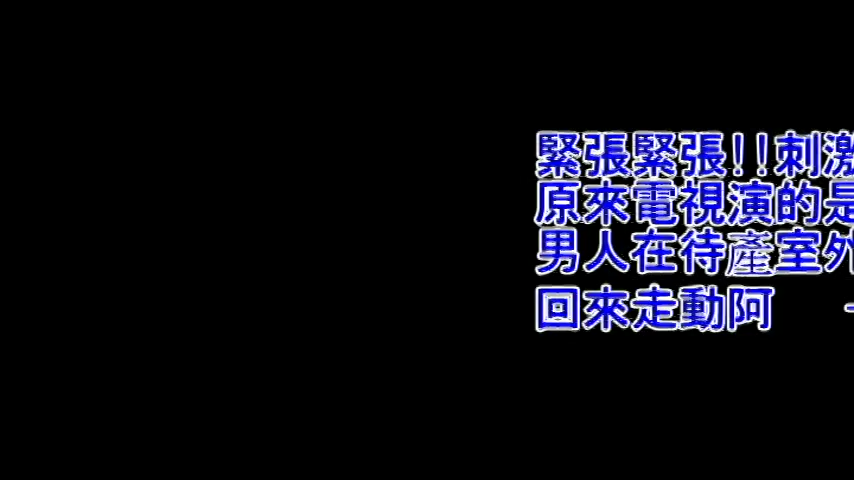 緊張緊張!!刺激
原來電視演的是
男人在待產室外
回來走動阿